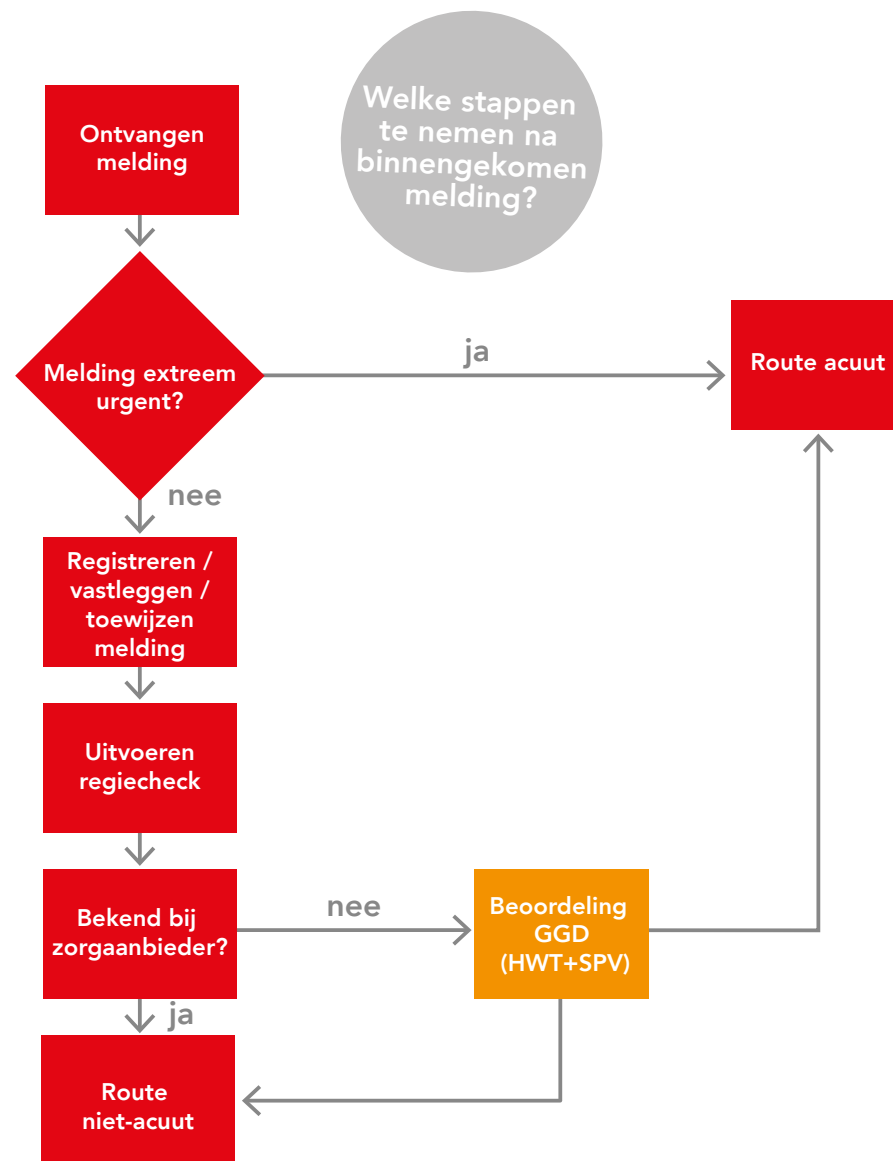 Welke stappen
te nemen na
binnengekomen
melding?
Ontvangen
melding
Melding extreem
urgent?
ja
Route acuut
nee
Registreren /
vastleggen /
toewijzen
melding
Uitvoeren
regiecheck
Bekend bij
zorgaanbieder?
nee
Beoordeling
GGD
(HWT+SPV)
ja
Route
niet-acuut